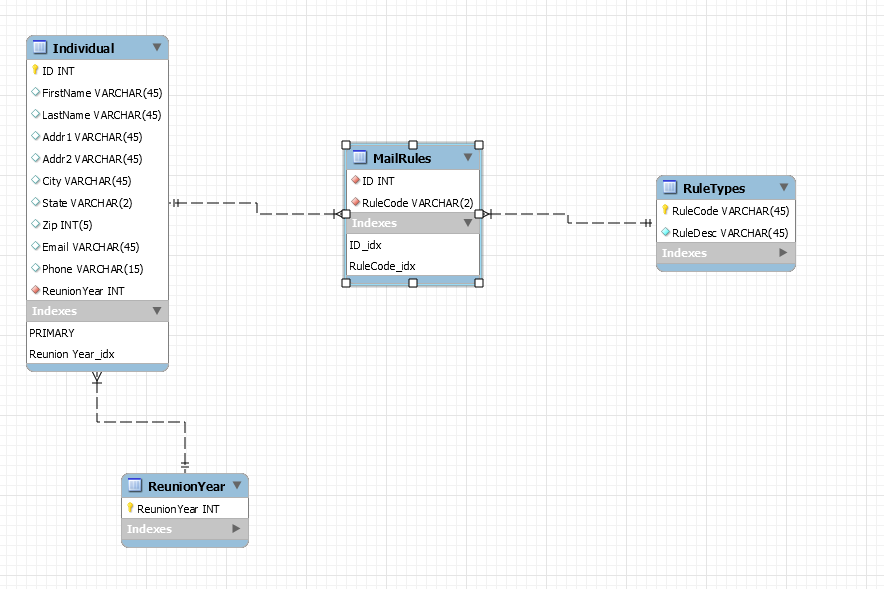 Individual
ID INT
FirstName VARCHAR(45)
LastName VARCHAR(45)
Addr1 VARCHAR(45)
Addr2 VARCHAR(45)
City VARCHAR(45)
State VARCHAR(2)
Zip INT(5)
Email VARCHAR(45)
Phone VARCHAR(15)
ReunionYear INT
Indexes
PRIMARY
Reunion Year_idx
MailRules
ID INT
RuleCode VARCHAR(2)
Indexes
ID_idx
RuleCode_idx
RuleTypes
RuleCode VARCHAR(45)
RuleDesc VARCHAR(45)
Indexes
ReunionYear
ReunionYear INT
Indexes